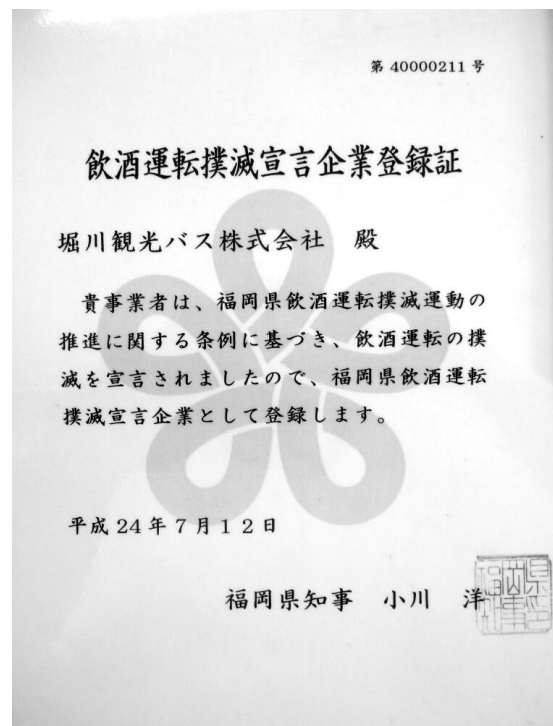 第 40000211 号
飲酒運転撲滅宣言企業登録証
堀川観光バス株式会社　殿
貴事業者は、福岡県飲酒運転撲滅運動の
推進に関する条例に基づき、飲酒運転の撲
滅を宣言されましたので、福岡県飲酒運転
撲滅宣言企業として登録します。
平成 24 年 7 月 1 2 日
福岡県知事　小川　洋